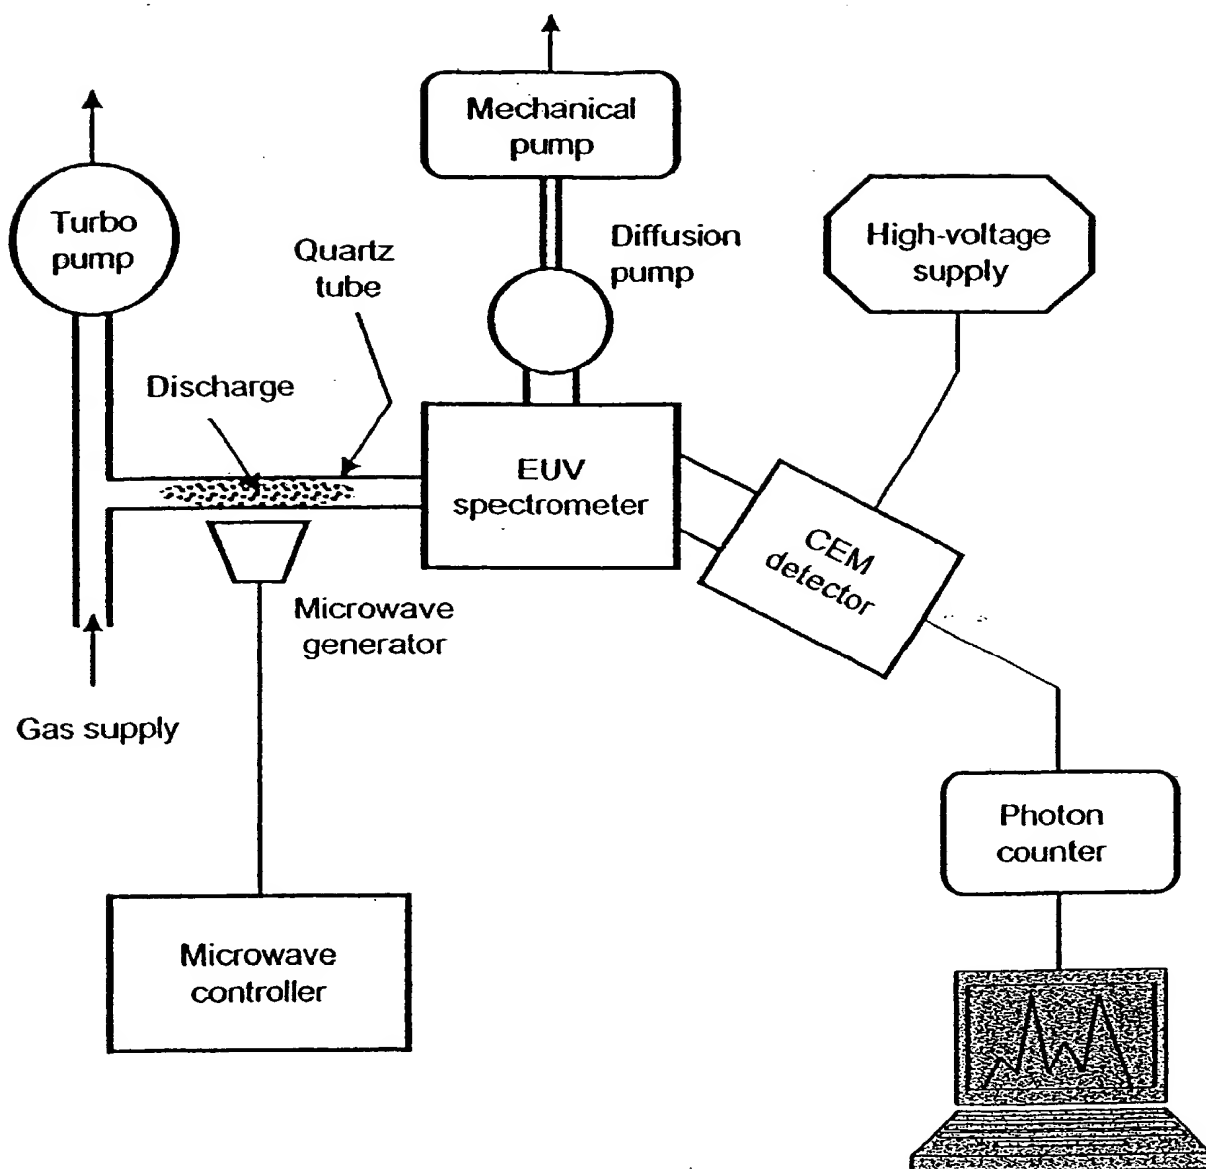 Mechanical
pump
Turbo
pump
Quartz
tube
Diffusion
pump
High-voltage
supply
Discharge
EUV
spectrometer
CEM
detector
Microwave
generator
Gas supply
Photon
counter
Microwave
controller